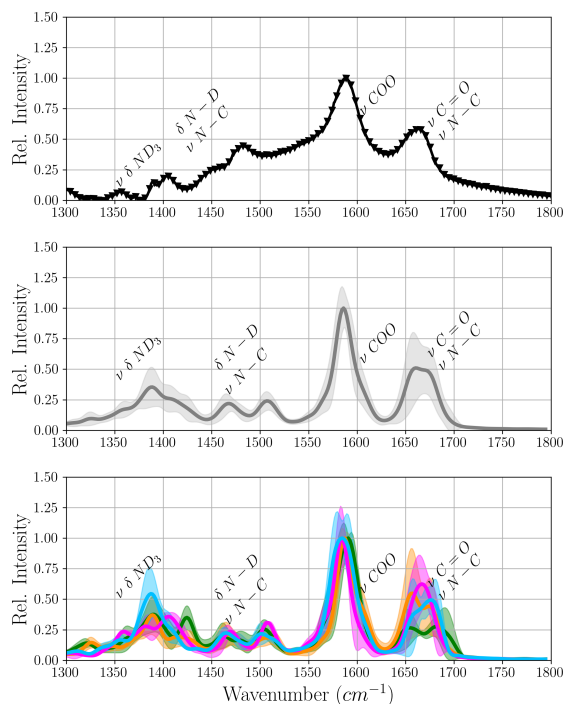 1.50
1.25
1.00
0.75
0.50
0.25
0.00
Rel. Intensity
ν δ ND₃
δ N − D
ν N − C
ν COO
ν C = O
ν N − C
1300 1350 1400 1450 1500 1550 1600 1650 1700 1750 1800
1.50
1.25
1.00
0.75
0.50
0.25
0.00
Rel. Intensity
ν δ ND₃
δ N − D
ν N − C
ν COO
ν C = O
ν N − C
1300 1350 1400 1450 1500 1550 1600 1650 1700 1750 1800
1.50
1.25
1.00
0.75
0.50
0.25
0.00
Rel. Intensity
ν δ ND₃
δ N − D
ν N − C
ν COO
ν C = O
ν N − C
1300 1350 1400 1450 1500 1550 1600 1650 1700 1750 1800
Wavenumber (cm⁻¹)